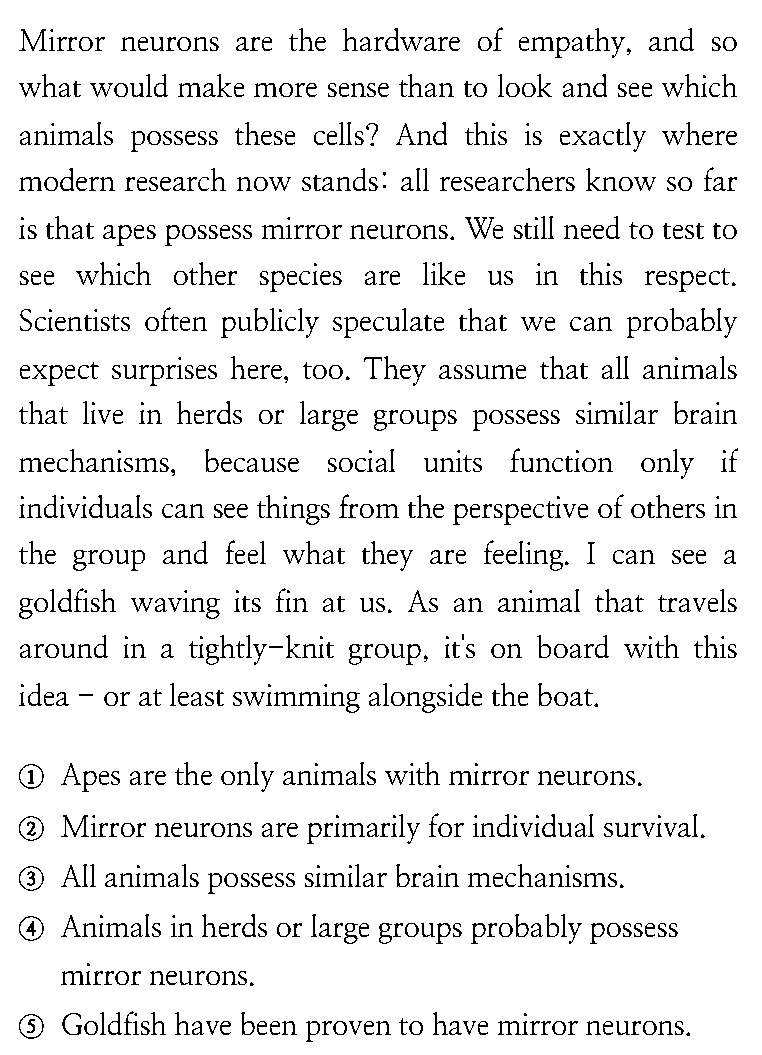 Mirror neurons are the hardware of empathy, and so
what would make more sense than to look and see which
animals possess these cells? And this is exactly where
modern research now stands: all researchers know so far
is that apes possess mirror neurons. We still need to test to
see which other species are like us in this respect.
Scientists often publicly speculate that we can probably
expect surprises here, too. They assume that all animals
that live in herds or large groups possess similar brain
mechanisms, because social units function only if
individuals can see things from the perspective of others in
the group and feel what they are feeling. I can see a
goldfish waving its fin at us. As an animal that travels
around in a tightly-knit group, it's on board with this
idea - or at least swimming alongside the boat.
① Apes are the only animals with mirror neurons.
② Mirror neurons are primarily for individual survival.
③ All animals possess similar brain mechanisms.
④ Animals in herds or large groups probably possess
mirror neurons.
⑤ Goldfish have been proven to have mirror neurons.